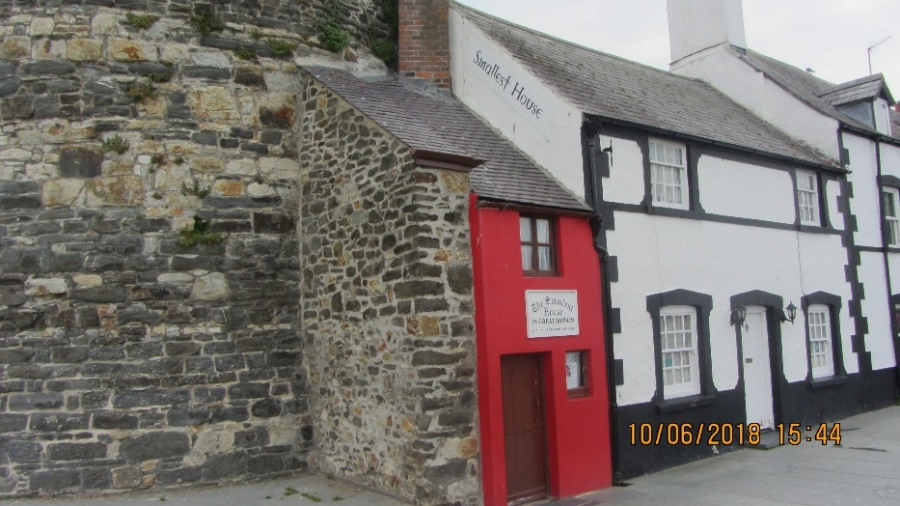 Smallest House
The Smallest
House
IN GREAT BRITAIN
10/06/2018 15:44